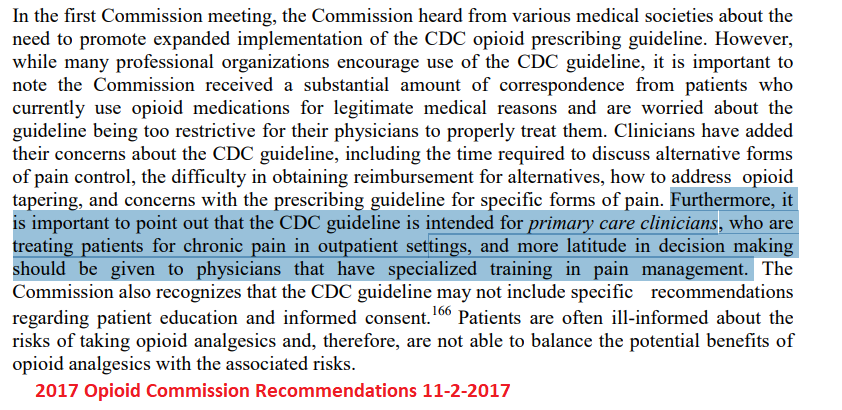 In the first Commission meeting, the Commission heard from various medical societies about the
need to promote expanded implementation of the CDC opioid prescribing guideline. However,
while many professional organizations encourage use of the CDC guideline, it is important to
note the Commission received a substantial amount of correspondence from patients who
currently use opioid medications for legitimate medical reasons and are worried about the
guideline being too restrictive for their physicians to properly treat them. Clinicians have added
their concerns about the CDC guideline, including the time required to discuss alternative forms
of pain control, the difficulty in obtaining reimbursement for alternatives, how to address opioid
tapering, and concerns with the prescribing guideline for specific forms of pain. Furthermore, it
is important to point out that the CDC guideline is intended for primary care clinicians, who are
treating patients for chronic pain in outpatient settings, and more latitude in decision making
should be given to physicians that have specialized training in pain management. The
Commission also recognizes that the CDC guideline may not include specific recommendations
regarding patient education and informed consent.166 Patients are often ill-informed about the
risks of taking opioid analgesics and, therefore, are not able to balance the potential benefits of
opioid analgesics with the associated risks.
2017 Opioid Commission Recommendations 11-2-2017